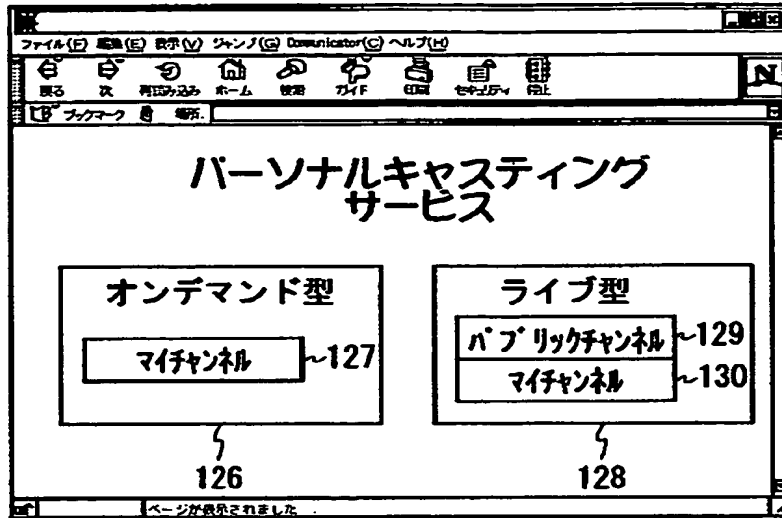 ファイル(F) 編集(E) 表示(V) ジャンプ(G) Communicator(C) ヘルプ(H)
戻る 次 再読み込み ホーム 検索 ガイド 印刷 セキュリティ 停止
N
ブックマーク 場所:
パーソナルキャスティング
サービス
オンデマンド型
マイチャンネル 127
126
ライブ型
パブリックチャンネル 129
マイチャンネル 130
128
ページが表示されました